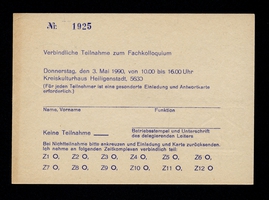 № 1925
Verbindliche Teilnahme zum Fachkolloquium
Donnerstag, den 3. Mai 1990, von 10.00 bis 16.00 Uhr
Kreiskulturhaus Heiligenstadt, 5630
(Für jeden Teilnehmer ist eine gesonderte Einladung und Antwortkarte
erforderlich.)
Name, Vorname Funktion
Keine Teilnahme
Betriebsstempel und Unterschrift
des delegierenden Leiters
Bei Nichtteilnahme bitte ankreuzen und Einladung und Karte zurücksenden.
Ich nehme an folgenden Zeitkomplexen verbindlich teil:
Z1 O, Z2 O, Z3 O, Z4 O, Z5 O, Z6 O,
Z7 O, Z8 O, Z9 O, Z10 O, Z11 O, Z12 O,